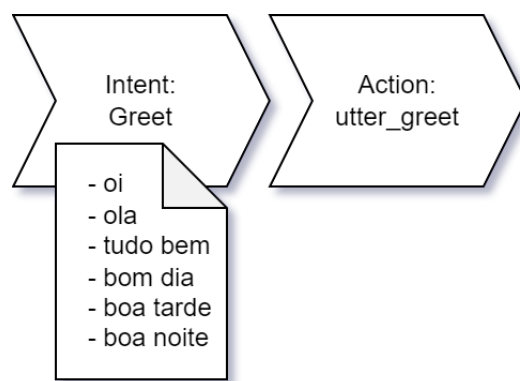 Intent:
Greet
Action:
utter_greet
- oi
- ola
- tudo bem
- bom dia
- boa tarde
- boa noite